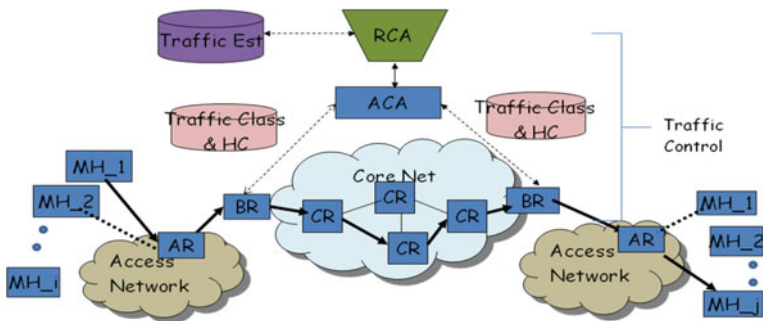 Traffic Est
RCA
ACA
Traffic Class
& HC
Traffic Class
& HC
Traffic
Control
MH_1
MH_2
MH_i
Core Net
BR
CR
CR
CR
CR
BR
AR
Access
Network
AR
Access
Network
MH_1
MH_2
MH_j